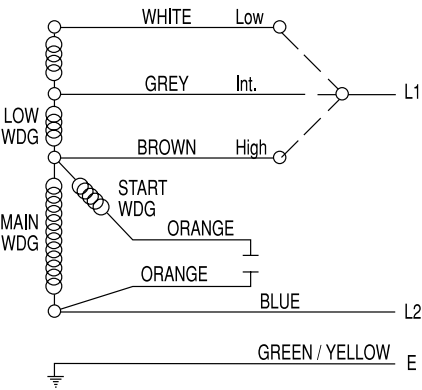 WHITE Low
GREY Int. L1
LOW
WDG
BROWN High
START
WDG
MAIN
WDG
ORANGE
ORANGE
BLUE L2
GREEN / YELLOW E